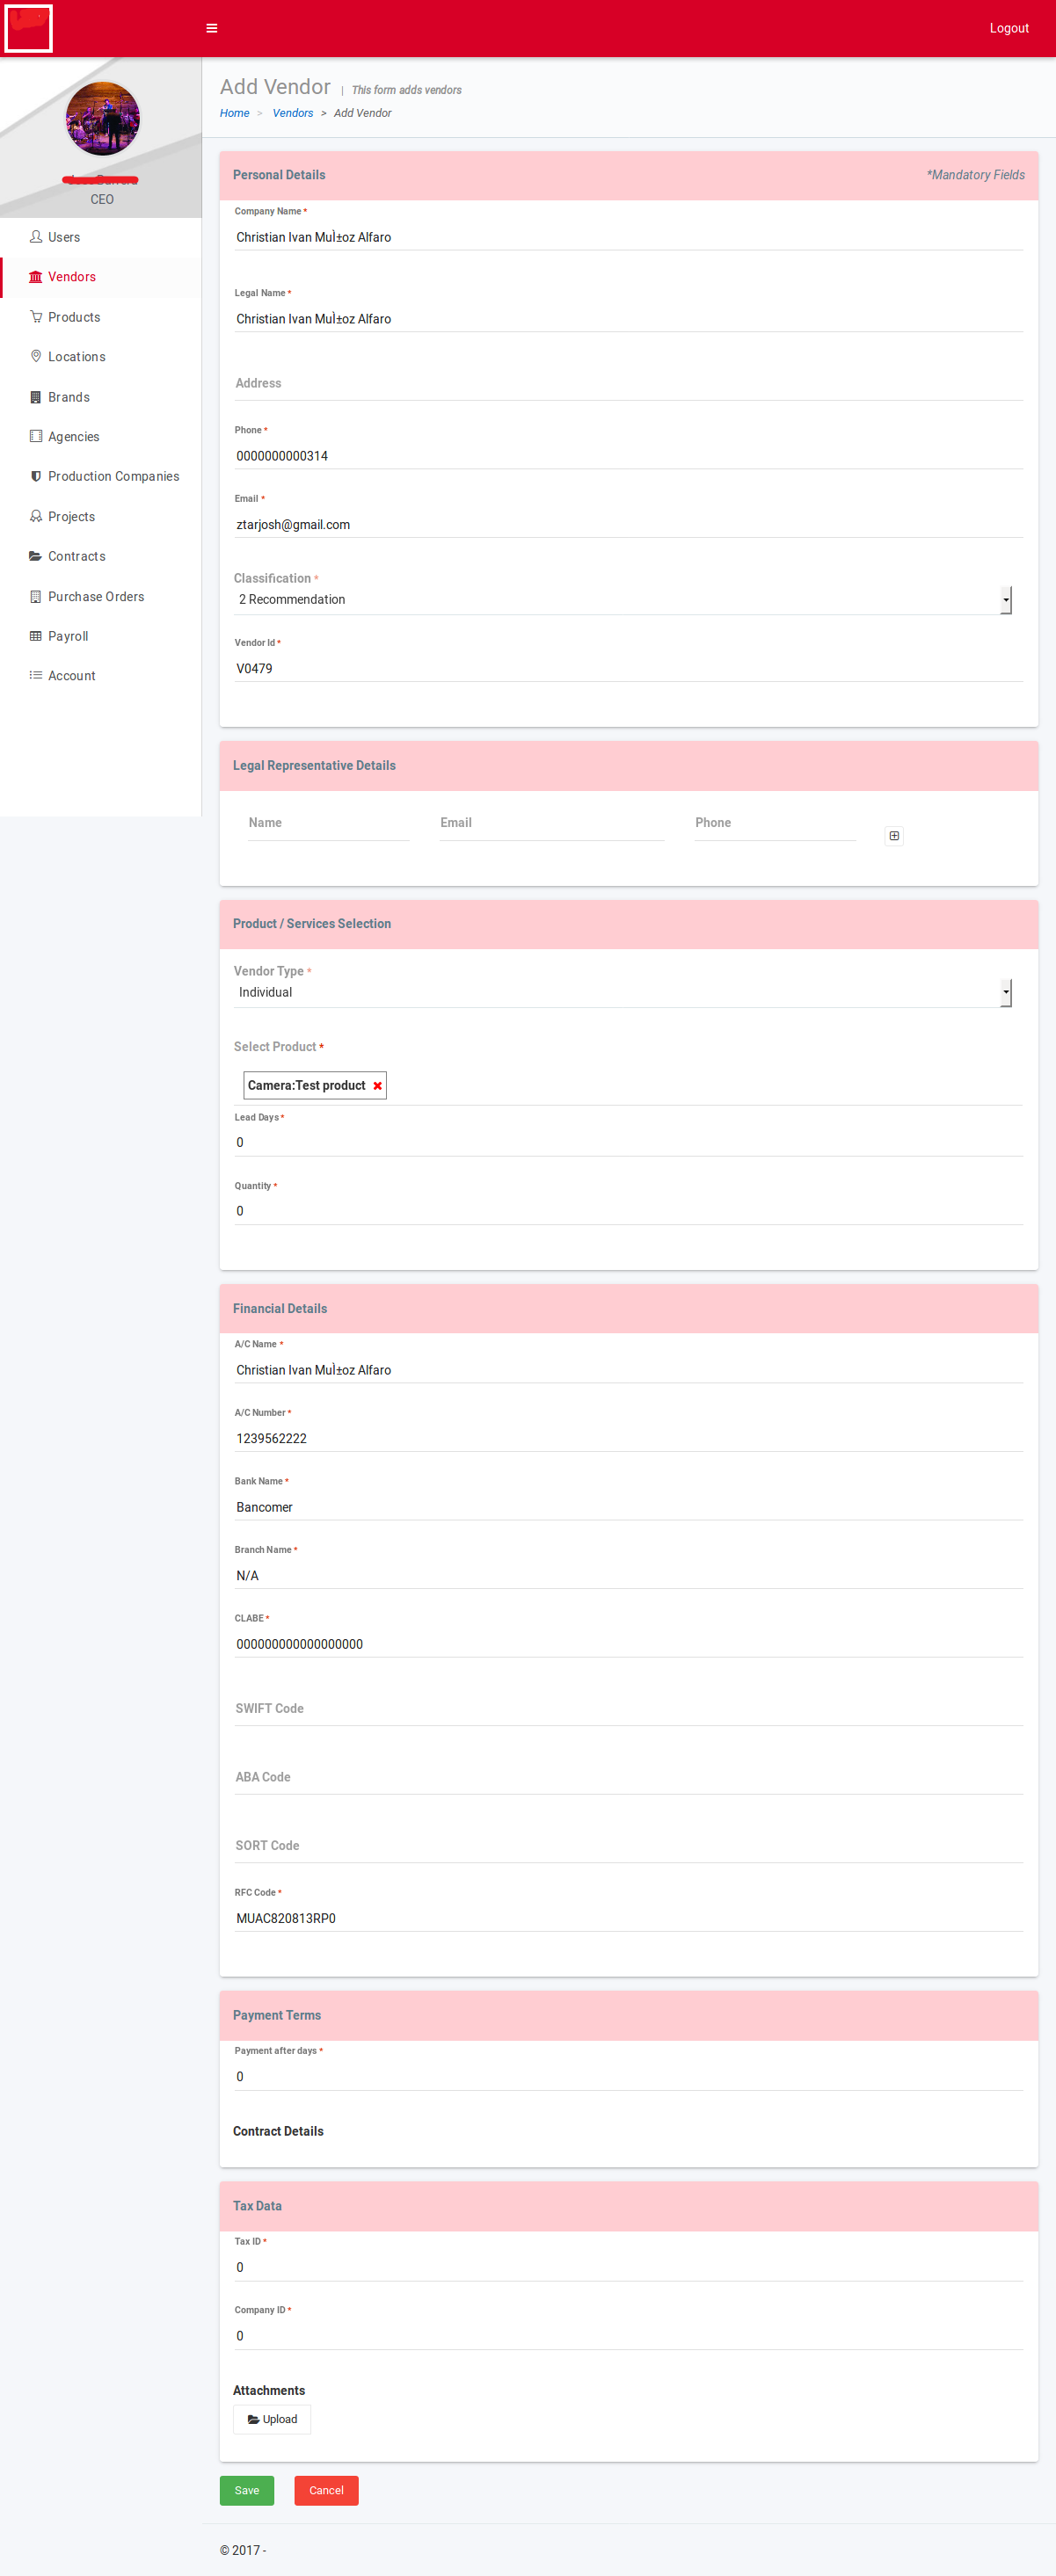 Logout
Add Vendor | This form adds vendors
Home > Vendors > Add Vendor
CEO
Users
Vendors
Products
Locations
Brands
Agencies
Production Companies
Projects
Contracts
Purchase Orders
Payroll
Account
Personal Details *Mandatory Fields
Company Name *
Christian Ivan MuÌ±oz Alfaro
Legal Name *
Christian Ivan MuÌ±oz Alfaro
Address
Phone *
0000000000314
Email *
ztarjosh@gmail.com
Classification *
2 Recommendation
Vendor Id *
V0479
Legal Representative Details
Name Email Phone
Product / Services Selection
Vendor Type *
Individual
Select Product *
Camera:Test product
Lead Days *
0
Quantity *
0
Financial Details
A/C Name *
Christian Ivan MuÌ±oz Alfaro
A/C Number *
1239562222
Bank Name *
Bancomer
Branch Name *
N/A
CLABE *
000000000000000000
SWIFT Code
ABA Code
SORT Code
RFC Code *
MUAC820813RP0
Payment Terms
Payment after days *
0
Contract Details
Tax Data
Tax ID *
0
Company ID *
0
Attachments
Upload
Save Cancel
© 2017 -